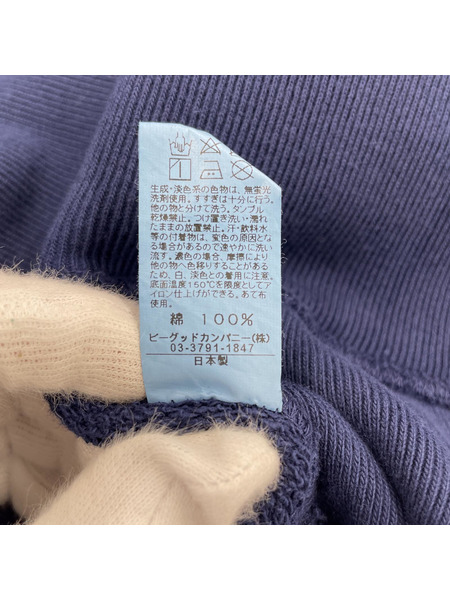 生成・淡色系の色物は、無蛍光
洗剤使用。すすぎは十分に行う。
他の物と分けて洗う。タンブル
乾燥禁止。つけ置き洗い・濡れ
たままの放置禁止。汗・飲料水
等の付着物は、変色の原因とな
る場合があるので速やかに洗い
流す。濃色の場合、摩擦により
他の物へ色移りすることがある
ため、白、淡色との着用に注意。
底面温度150℃を限度としてア
イロン仕上げができる。あて布
使用。
綿 100%
ビーグッドカンパニー(株)
03-3791-1847
日本製